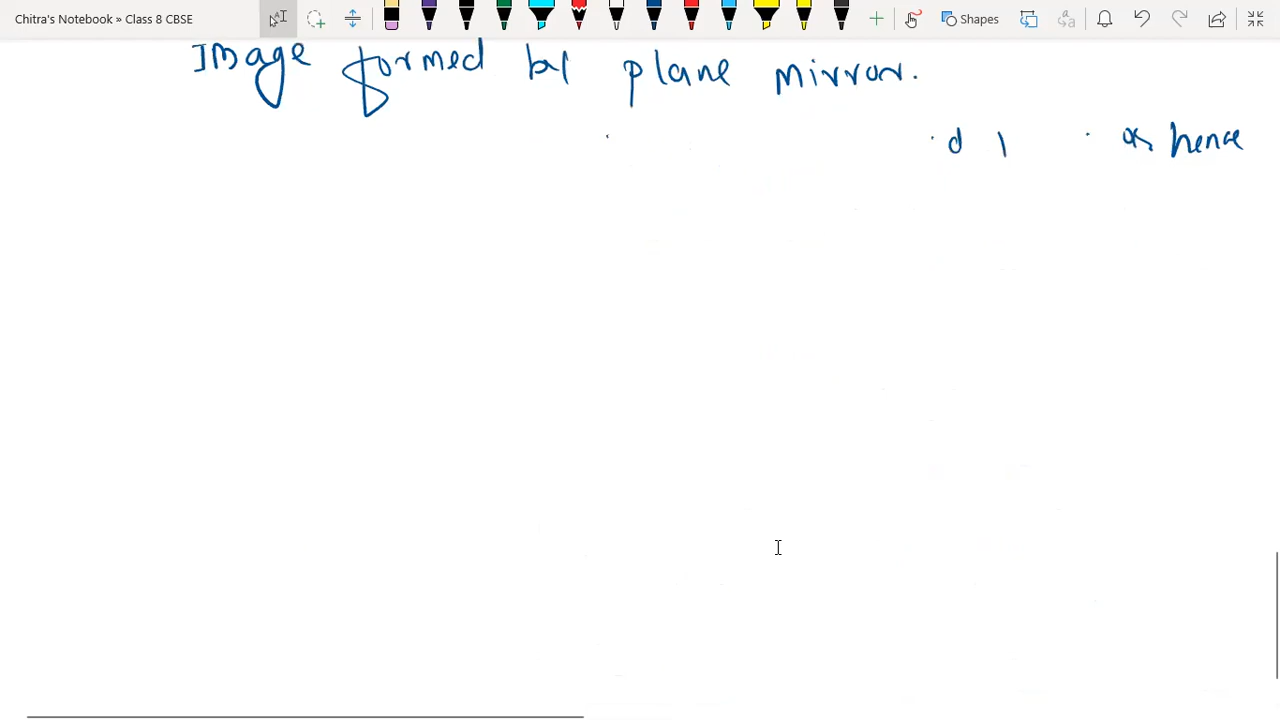 Chitra's Notebook » Class 8 CBSE
Shapes
Image formed by plane mirror.
d hence